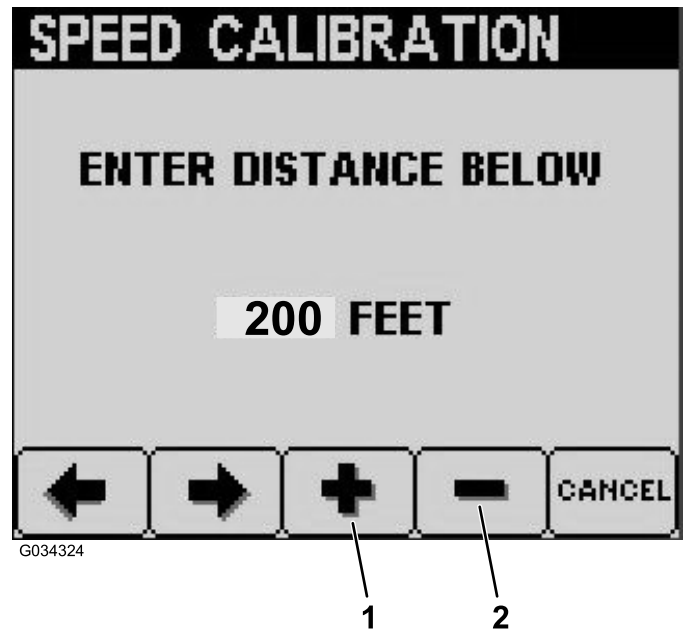 SPEED CALIBRATION
ENTER DISTANCE BELOW
200 FEET
CANCEL
G034324
1 2